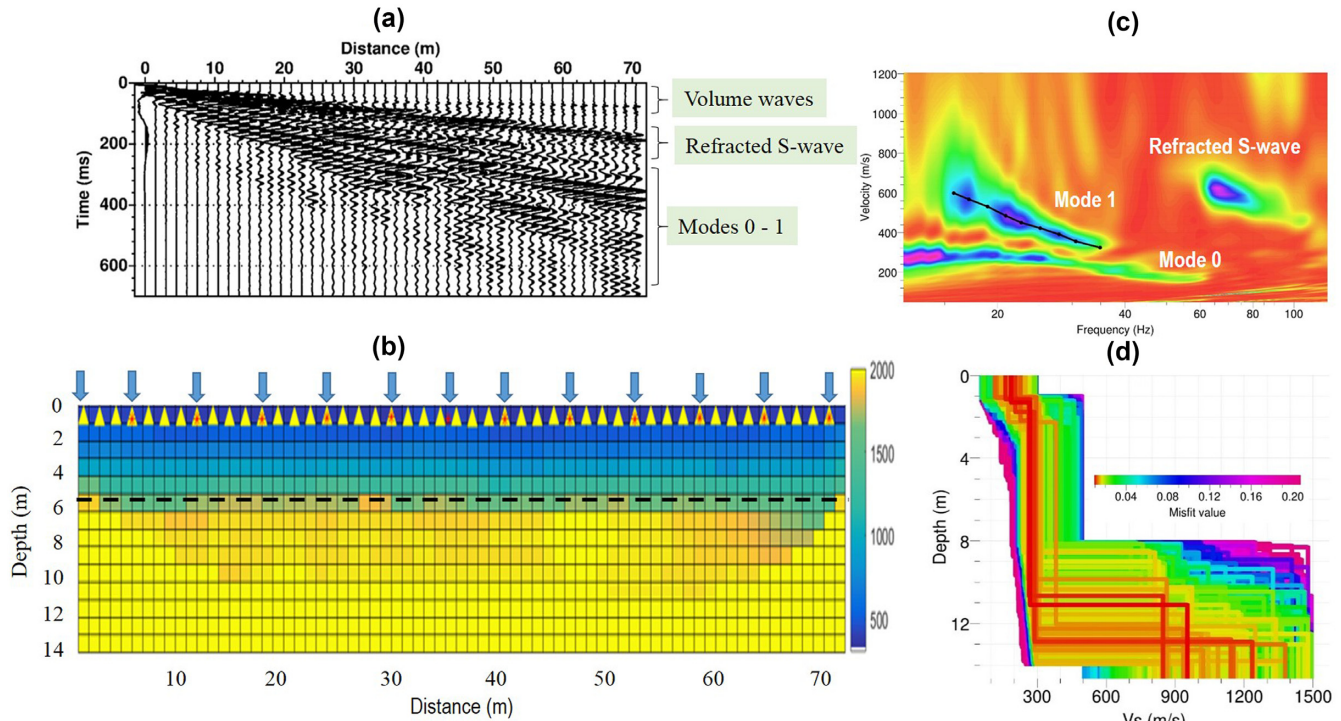 (a)
Distance (m)
0 10 20 30 40 50 60 70
0
200
400
600
Time (ms)
Volume waves
Refracted S-wave
Modes 0 - 1
(c)
1200
1000
800
600
400
200
Velocity (m/s)
Refracted S-wave
Mode 1
Mode 0
20 40 60 80 100
Frequency (Hz)
(b)
0
2
4
6
8
10
12
14
Depth (m)
10 20 30 40 50 60 70
Distance (m)
2000
1500
1000
500
(d)
0
4
8
12
Depth (m)
0.04 0.08 0.12 0.16 0.20
Misfit value
300 600 900 1200 1500
Vs (m/s)